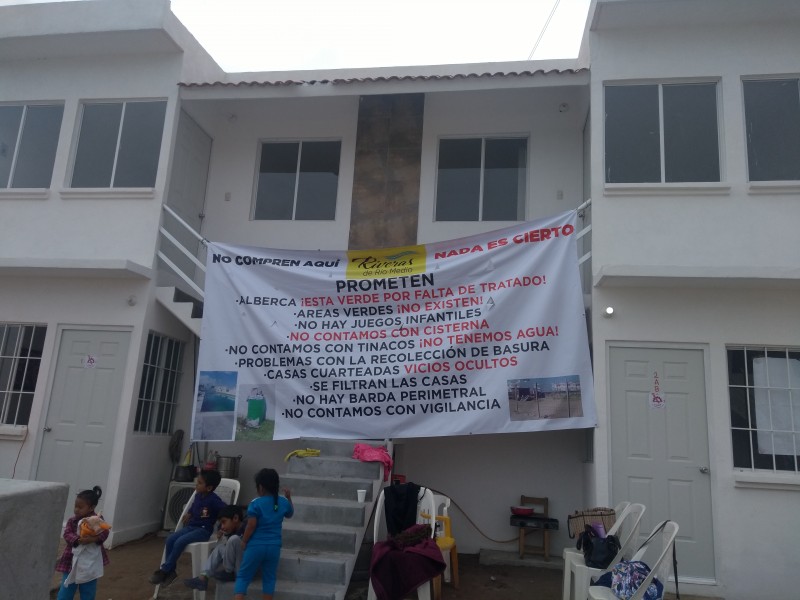 NO COMPREN AQUÍ
Riveras
de Río Medio
NADA ES CIERTO
PROMETEN
·ALBERCA ¡ESTA VERDE POR FALTA DE TRATADO!
·AREAS VERDES ¡NO EXISTEN!
·NO HAY JUEGOS INFANTILES
·NO CONTAMOS CON CISTERNA
·NO CONTAMOS CON TINACOS ¡NO TENEMOS AGUA!
·PROBLEMAS CON LA RECOLECCIÓN DE BASURA
·CASAS CUARTEADAS VICIOS OCULTOS
·SE FILTRAN LAS CASAS
·NO HAY BARDA PERIMETRAL
·NO CONTAMOS CON VIGILANCIA